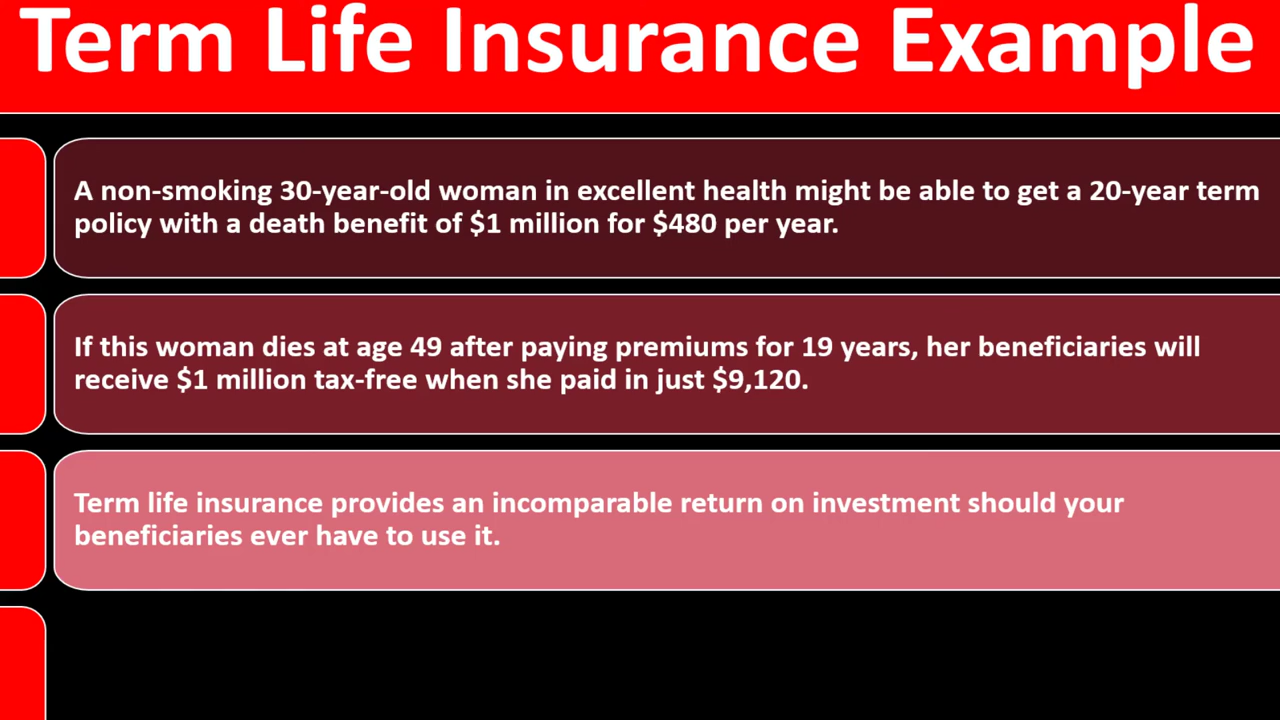 Term Life Insurance Example
A non-smoking 30-year-old woman in excellent health might be able to get a 20-year term
policy with a death benefit of $1 million for $480 per year.
If this woman dies at age 49 after paying premiums for 19 years, her beneficiaries will
receive $1 million tax-free when she paid in just $9,120.
Term life insurance provides an incomparable return on investment should your
beneficiaries ever have to use it.